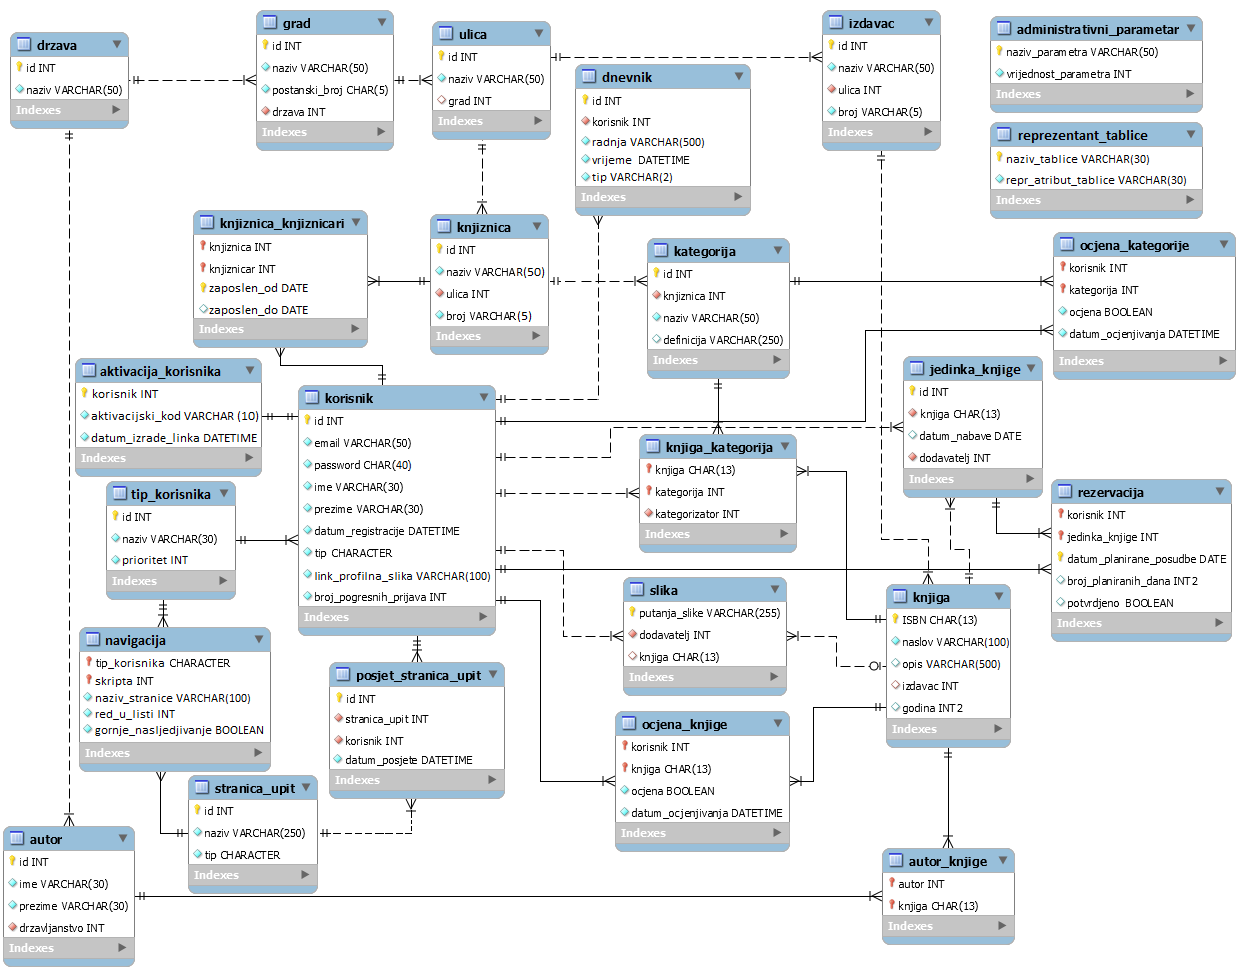 drzava
id INT
naziv VARCHAR(50)
Indexes
grad
id INT
naziv VARCHAR(50)
postanski_broj CHAR(5)
drzava INT
Indexes
ulica
id INT
naziv VARCHAR(50)
grad INT
Indexes
dnevnik
id INT
korisnik INT
radnja VARCHAR(500)
vrijeme DATETIME
tip VARCHAR(2)
Indexes
izdavac
id INT
naziv VARCHAR(50)
ulica INT
broj VARCHAR(5)
Indexes
administrativni_parametar
naziv_parametra VARCHAR(50)
vrijednost_parametra INT
Indexes
reprezentant_tablice
naziv_tablice VARCHAR(30)
repr_atribut_tablice VARCHAR(30)
Indexes
knjiznica_knjiznicari
knjiznica INT
knjiznicar INT
zaposlen_od DATE
zaposlen_do DATE
Indexes
knjiznica
id INT
naziv VARCHAR(50)
ulica INT
broj VARCHAR(5)
Indexes
kategorija
id INT
knjiznica INT
naziv VARCHAR(50)
definicija VARCHAR(250)
Indexes
ocjena_kategorije
korisnik INT
kategorija INT
ocjena BOOLEAN
datum_ocjenjivanja DATETIME
Indexes
aktivacija_korisnika
korisnik INT
aktivacijski_kod VARCHAR (10)
datum_izrade_linka DATETIME
Indexes
korisnik
id INT
email VARCHAR(50)
password CHAR(40)
ime VARCHAR(30)
prezime VARCHAR(30)
datum_registracije DATETIME
tip CHARACTER
link_profilna_slika VARCHAR(100)
broj_pogresnih_prijava INT
Indexes
jedinka_knjige
id INT
knjiga CHAR(13)
datum_nabave DATE
dodavatelj INT
Indexes
knjiga_kategorija
knjiga CHAR(13)
kategorija INT
kategorizator INT
Indexes
tip_korisnika
id INT
naziv VARCHAR(30)
prioritet INT
Indexes
rezervacija
korisnik INT
jedinka_knjige INT
datum_planirane_posudbe DATE
broj_planiranih_dana INT2
potvrdjeno BOOLEAN
Indexes
slika
putanja_slike VARCHAR(255)
dodavatelj INT
knjiga CHAR(13)
Indexes
knjiga
ISBN CHAR(13)
naslov VARCHAR(100)
opis VARCHAR(500)
izdavac INT
godina INT2
Indexes
navigacija
tip_korisnika CHARACTER
skripta INT
naziv_stranice VARCHAR(100)
red_u_listi INT
gornje_nasljedjivanje BOOLEAN
Indexes
posjet_stranica_upit
id INT
stranica_upit INT
korisnik INT
datum_posjete DATETIME
Indexes
ocjena_knjige
korisnik INT
knjiga CHAR(13)
ocjena BOOLEAN
datum_ocjenjivanja DATETIME
Indexes
stranica_upit
id INT
naziv VARCHAR(250)
tip CHARACTER
Indexes
autor
id INT
ime VARCHAR(30)
prezime VARCHAR(30)
drzavljanstvo INT
Indexes
autor_knjige
autor INT
knjiga CHAR(13)
Indexes